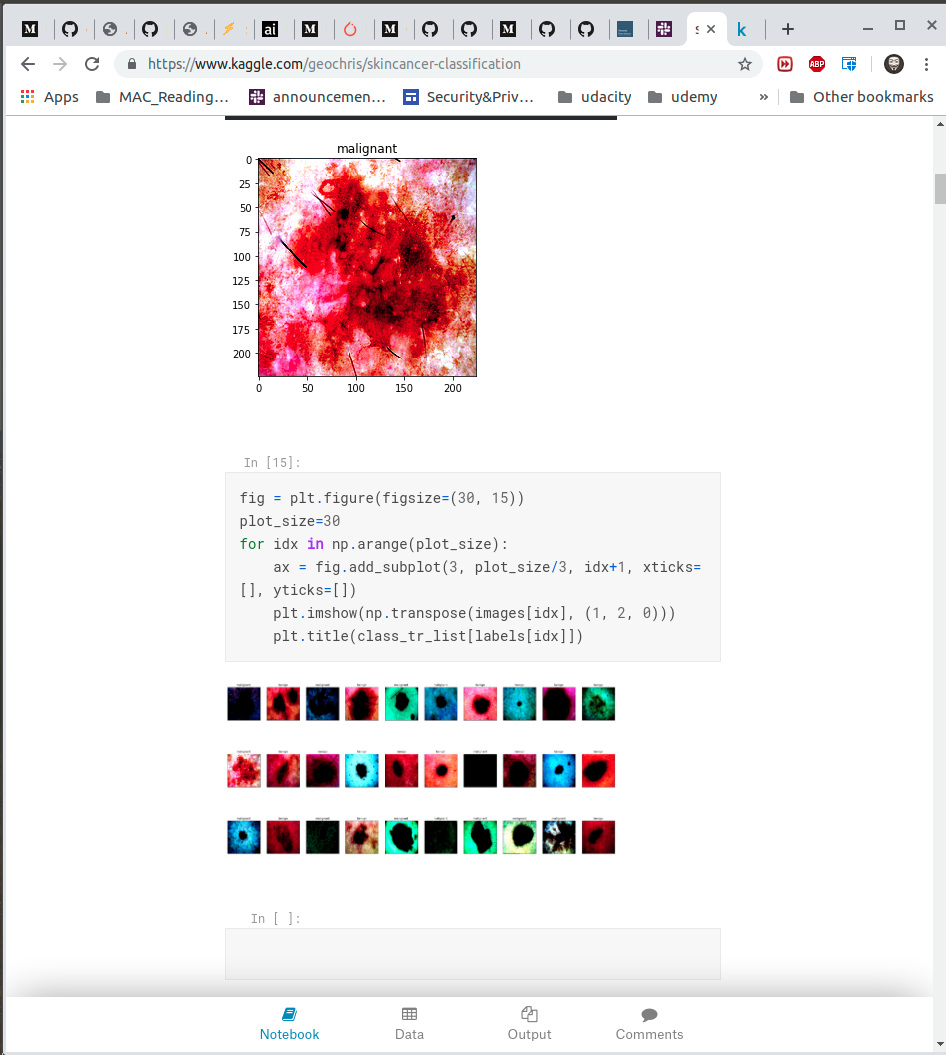 https://www.kaggle.com/geochris/skincancer-classification
Apps MAC_Reading... announcemen... Security&Priv... udacity udemy » Other bookmarks
malignant
0
25
50
75
100
125
150
175
200
0 50 100 150 200
In [15]:
fig = plt.figure(figsize=(30, 15))
plot_size=30
for idx in np.arange(plot_size):
    ax = fig.add_subplot(3, plot_size/3, idx+1, xticks=
[], yticks=[])
    plt.imshow(np.transpose(images[idx], (1, 2, 0)))
    plt.title(class_tr_list[labels[idx]])
In [ ]:
Notebook Data Output Comments